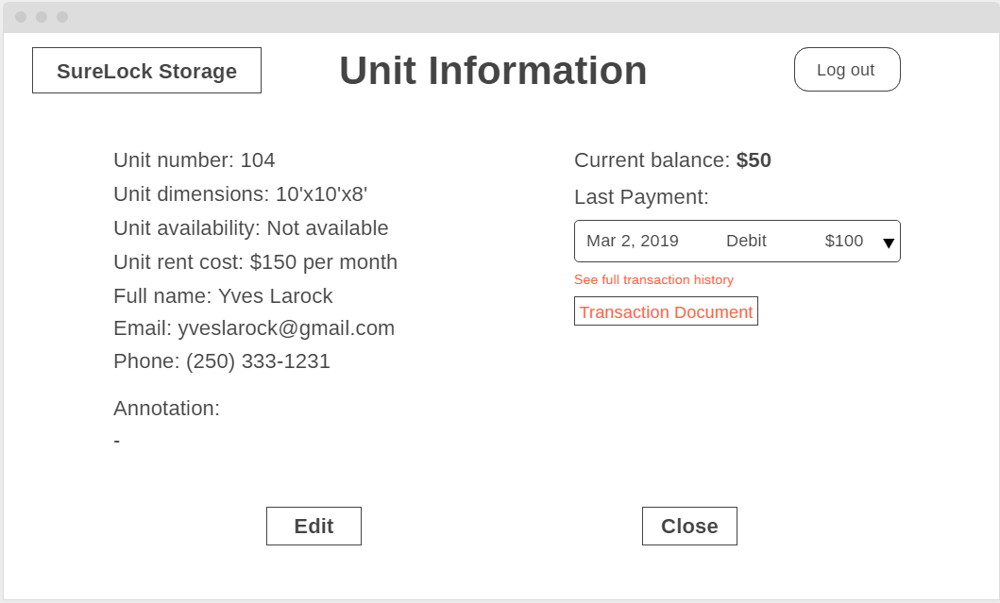 SureLock Storage
Unit Information
Log out
Unit number: 104
Unit dimensions: 10'x10'x8'
Unit availability: Not available
Unit rent cost: $150 per month
Full name: Yves Larock
Email: yveslarock@gmail.com
Phone: (250) 333-1231
Annotation:
-
Current balance: $50
Last Payment:
Mar 2, 2019 Debit $100
See full transaction history
Transaction Document
Edit
Close